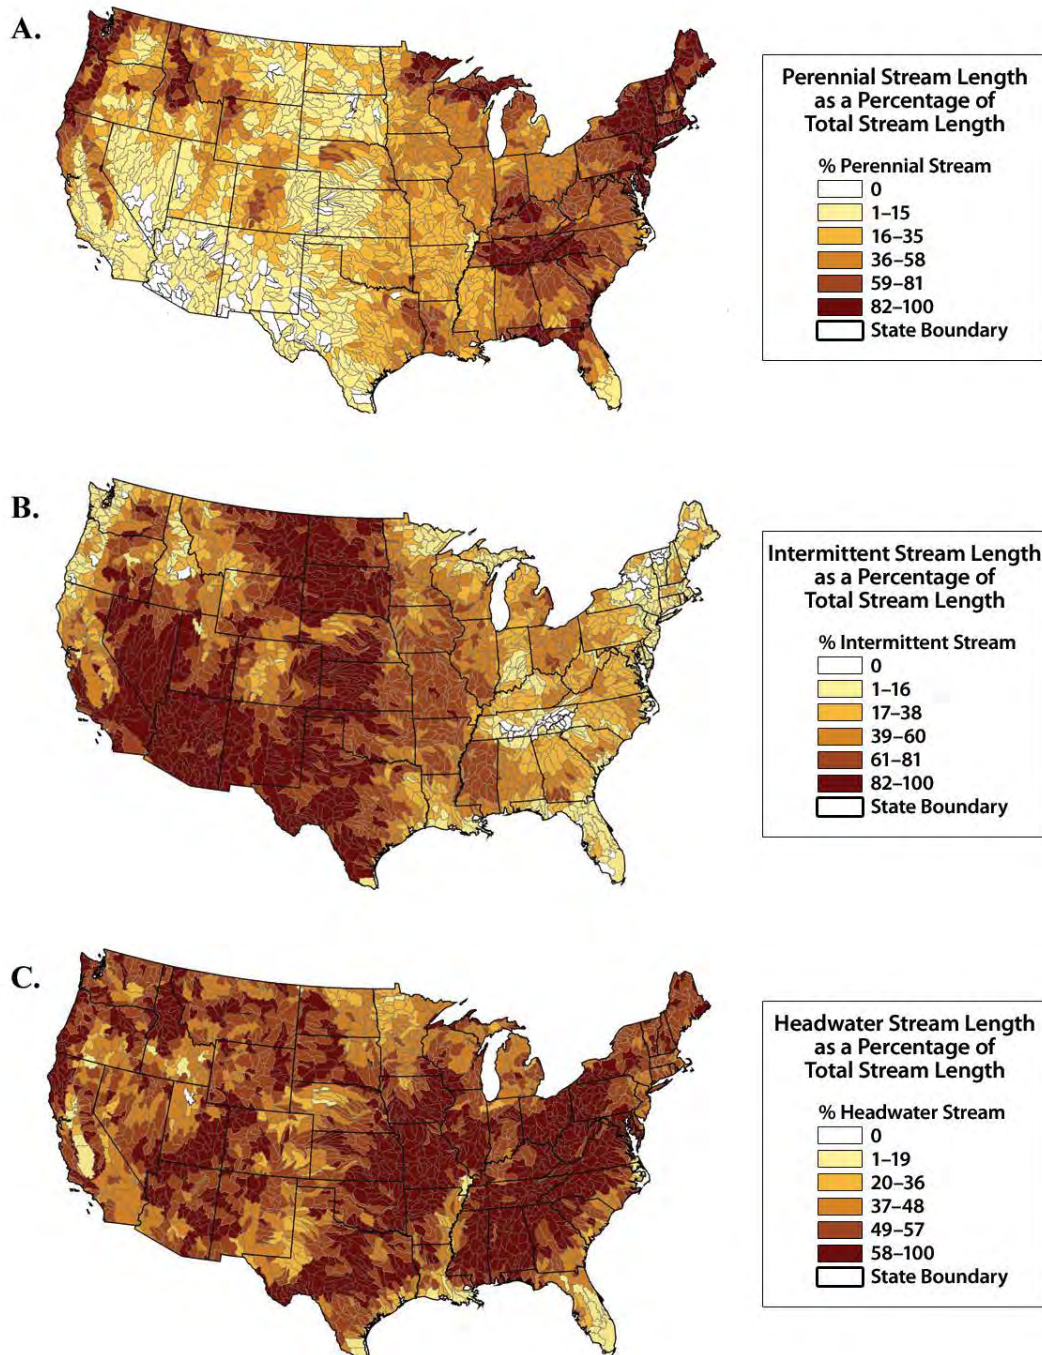 A.
Perennial Stream Length
as a Percentage of
Total Stream Length
% Perennial Stream
0
1–15
16–35
36–58
59–81
82–100
State Boundary
B.
Intermittent Stream Length
as a Percentage of
Total Stream Length
% Intermittent Stream
0
1–16
17–38
39–60
61–81
82–100
State Boundary
C.
Headwater Stream Length
as a Percentage of
Total Stream Length
% Headwater Stream
0
1–19
20–36
37–48
49–57
58–100
State Boundary